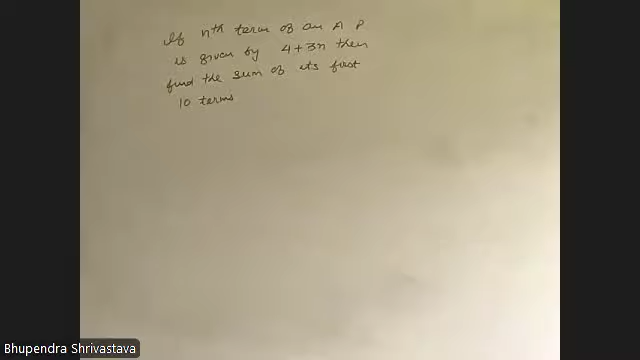 If nth term of an A P
is given by 4+3n then
find the sum of its first
10 terms
Bhupendra Shrivastava